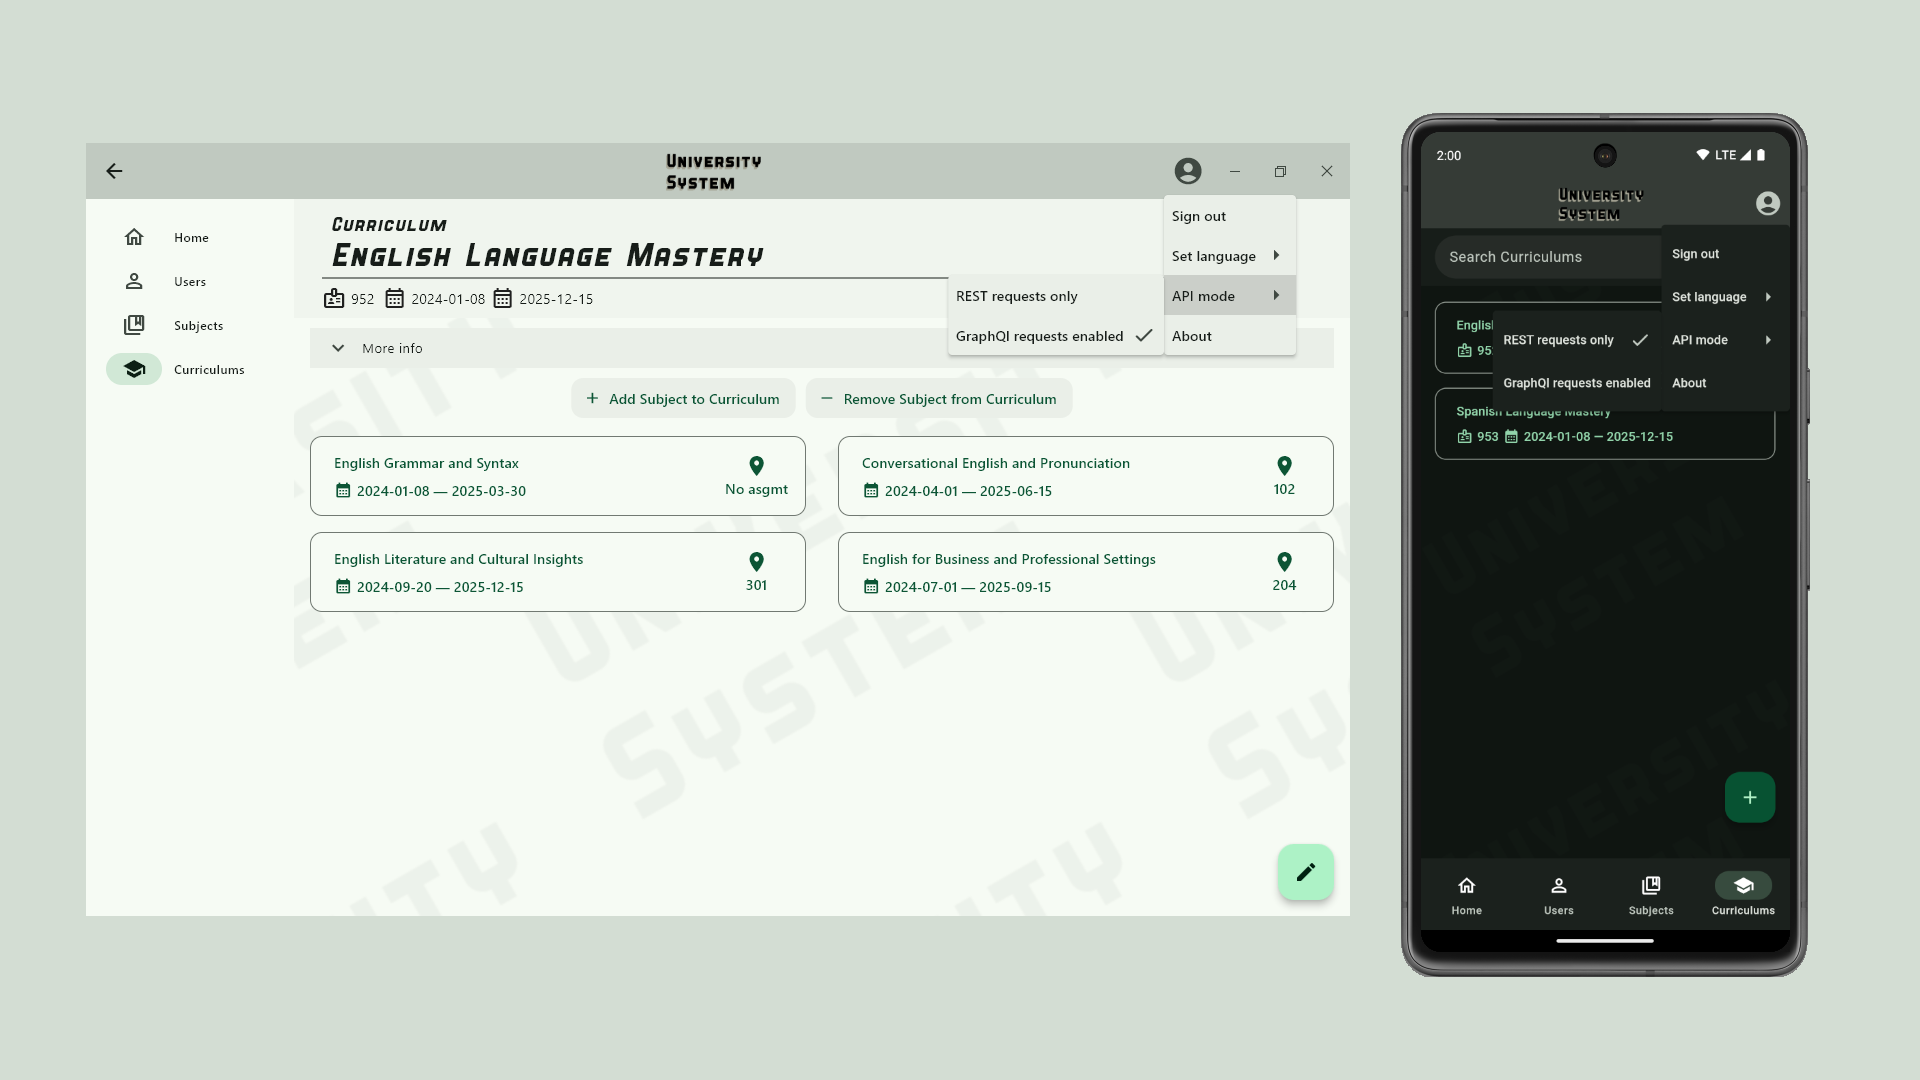 University
System
Home
Users
Subjects
Curriculums
Curriculum
English Language Mastery
952 2024-01-08 2025-12-15
Sign out
Set language
API mode
About
REST requests only
GraphQl requests enabled
More info
Add Subject to Curriculum
Remove Subject from Curriculum
English Grammar and Syntax
2024-01-08 — 2025-03-30
No asgmt
Conversational English and Pronunciation
2024-04-01 — 2025-06-15
102
English Literature and Cultural Insights
2024-09-20 — 2025-12-15
301
English for Business and Professional Settings
2024-07-01 — 2025-09-15
204
University
System
2:00
LTE
University
System
Search Curriculums
Sign out
Set language
API mode
About
REST requests only
GraphQl requests enabled
Spanish Language Mastery
953 2024-01-08 — 2025-12-15
University
System
Home
Users
Subjects
Curriculums